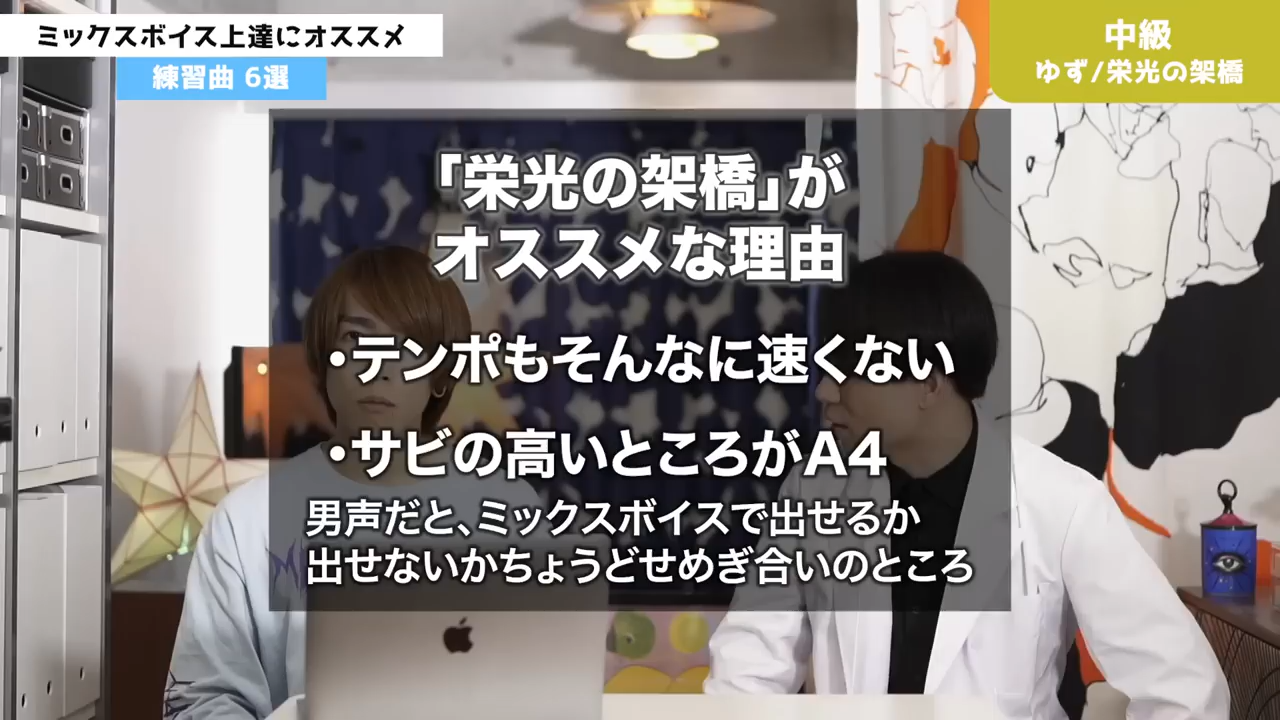 ミックスボイス上達にオススメ
練習曲 6選
中級
ゆず/栄光の架橋
「栄光の架橋」が
オススメな理由
・テンポもそんなに速くない
・サビの高いところがA4
男声だと、ミックスボイスで出せるか
出せないかちょうどせめぎ合いのところ